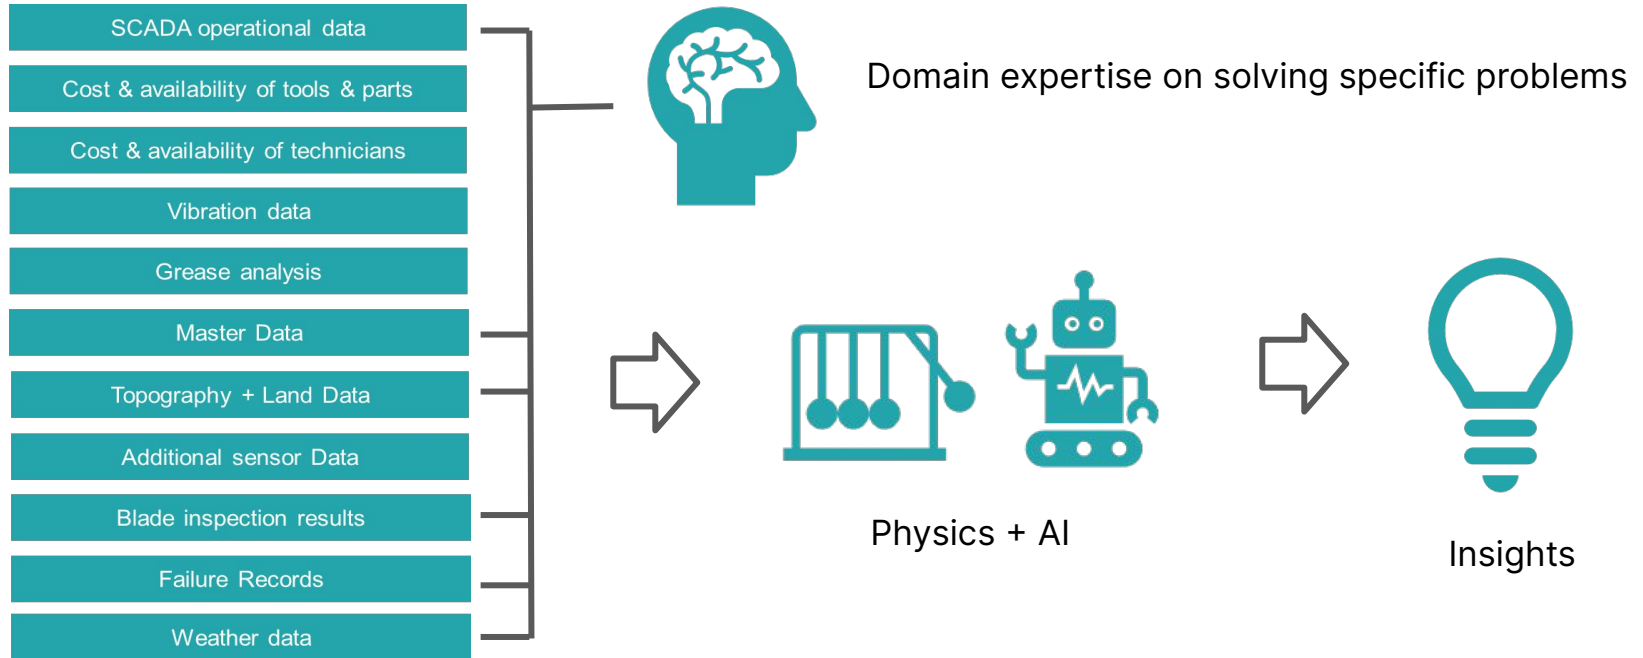 SCADA operational data
Cost & availability of tools & parts
Cost & availability of technicians
Vibration data
Grease analysis
Master Data
Topography + Land Data
Additional sensor Data
Blade inspection results
Failure Records
Weather data
Domain expertise on solving specific problems
Physics + AI
Insights